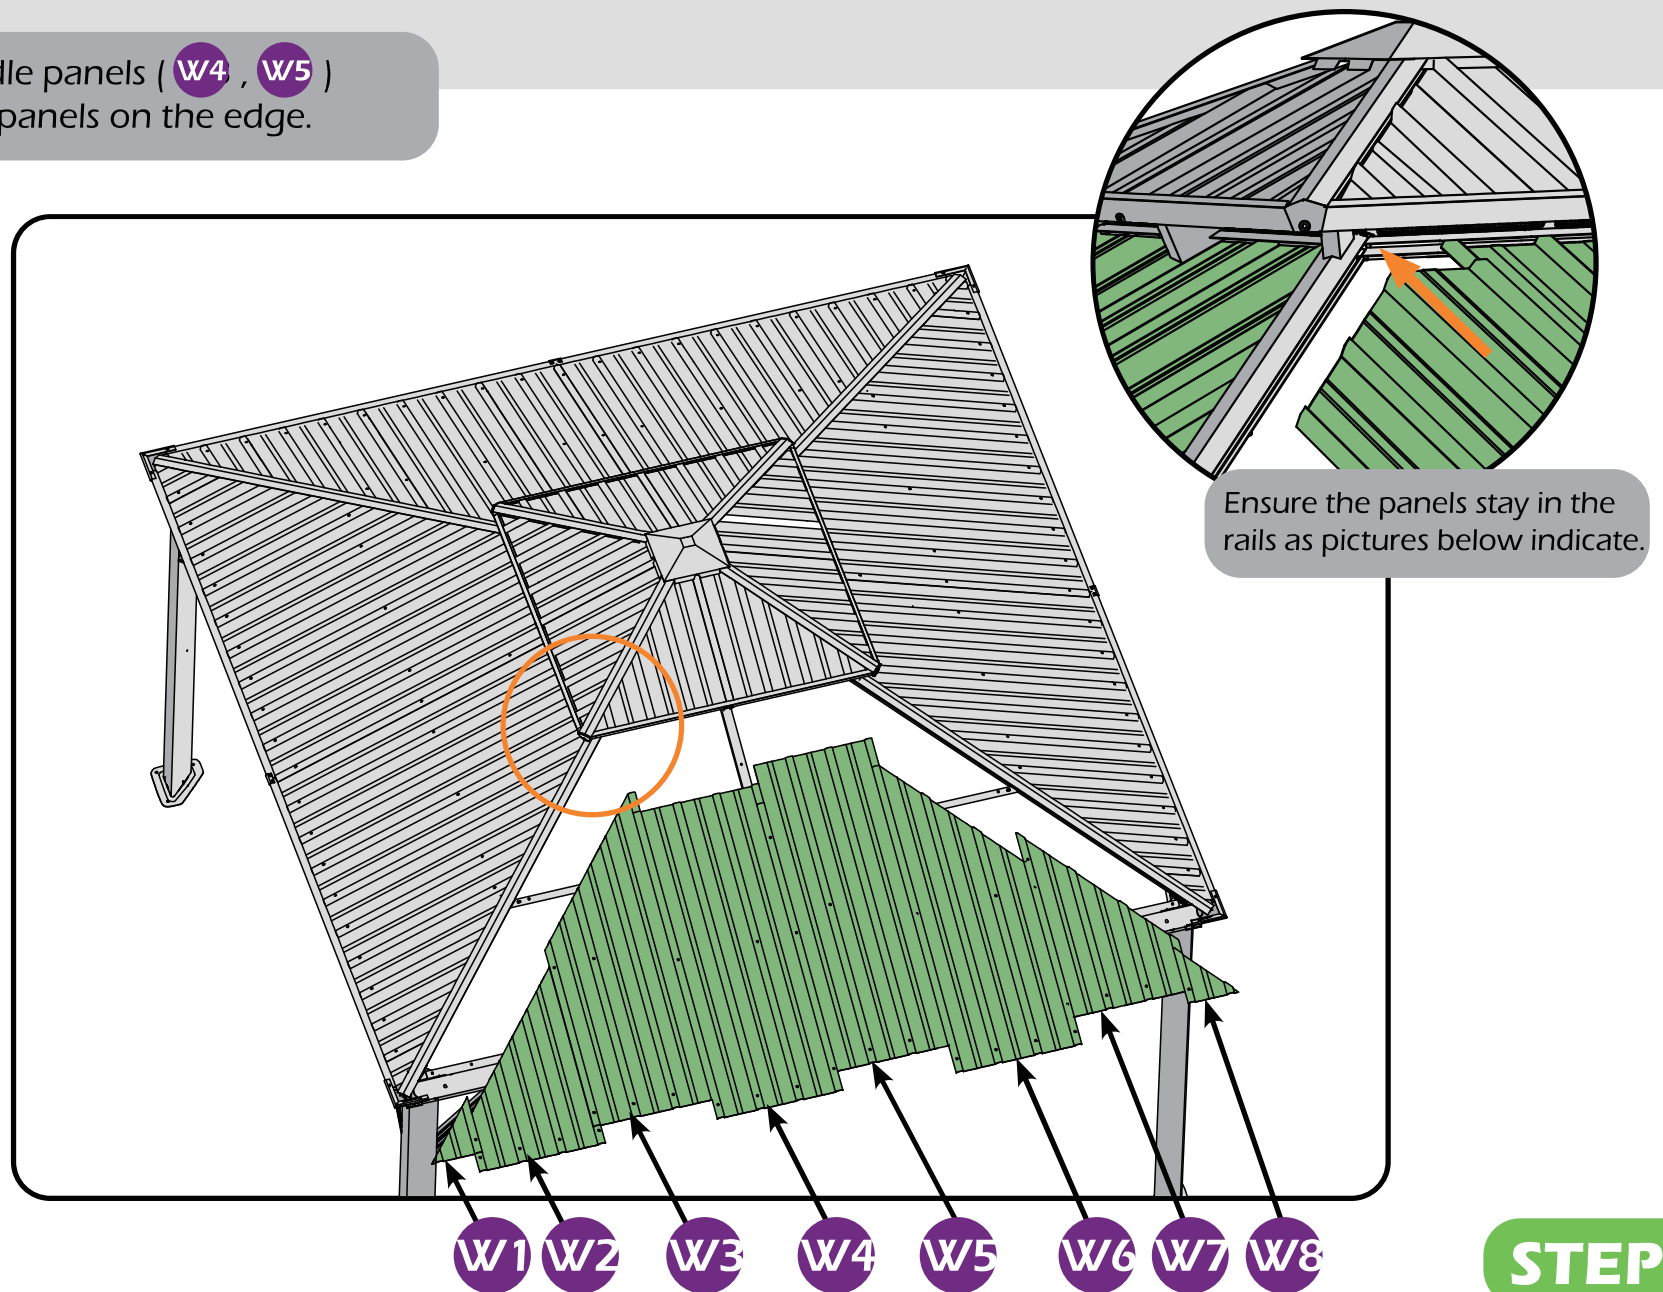 dle panels ( W4 , W5 )
panels on the edge.
Ensure the panels stay in the
rails as pictures below indicate.
W1 W2 W3 W4 W5 W6 W7 W8
STEP